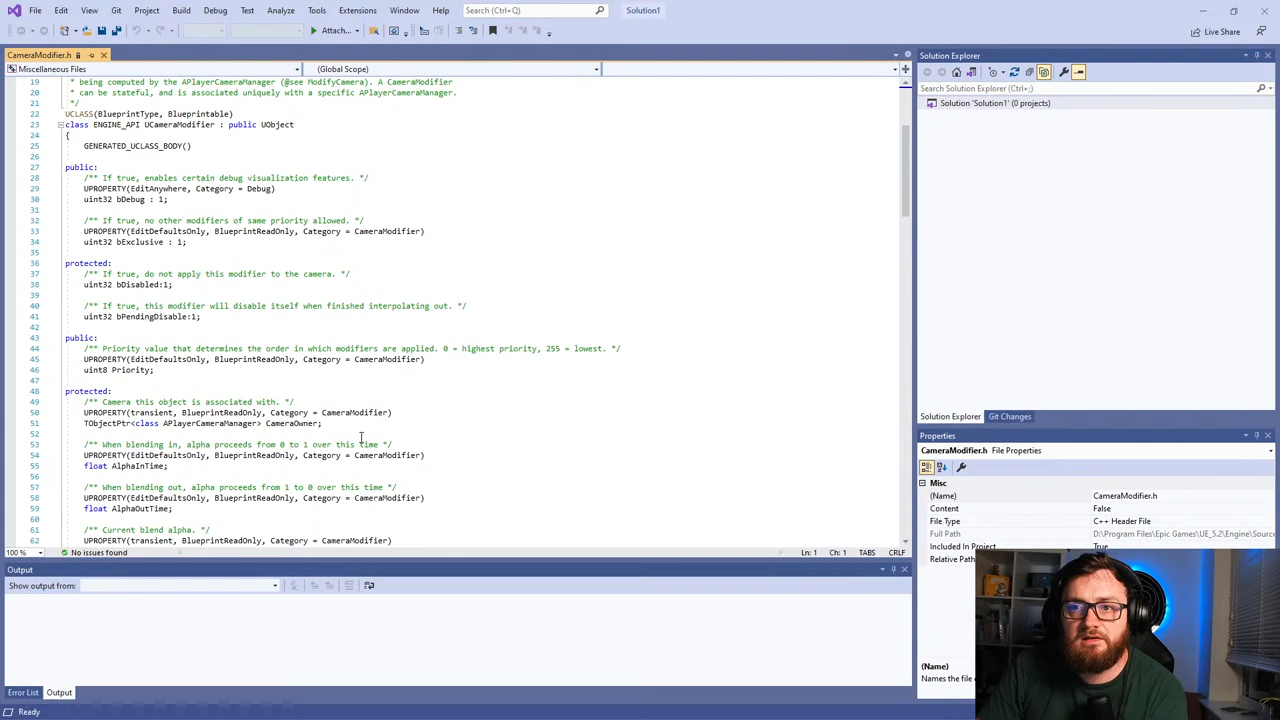 File Edit View Git Project Build Debug Test Analyze Tools Extensions Window Help Search (Ctrl+Q) Solution1
Attach... Live Share
CameraModifier.h
Miscellaneous Files (Global Scope)
19 * being computed by the APlayerCameraManager (@see ModifyCamera). A CameraModifier
20 * can be stateful, and is associated uniquely with a specific APlayerCameraManager.
21 */
22 UCLASS(BlueprintType, Blueprintable)
23 class ENGINE_API UCameraModifier : public UObject
24 {
25 GENERATED_UCLASS_BODY()
26
27 public:
28 /** If true, enables certain debug visualization features. */
29 UPROPERTY(EditAnywhere, Category = Debug)
30 uint32 bDebug : 1;
31
32 /** If true, no other modifiers of same priority allowed. */
33 UPROPERTY(EditDefaultsOnly, BlueprintReadOnly, Category = CameraModifier)
34 uint32 bExclusive : 1;
35
36 protected:
37 /** If true, do not apply this modifier to the camera. */
38 uint32 bDisabled:1;
39
40 /** If true, this modifier will disable itself when finished interpolating out. */
41 uint32 bPendingDisable:1;
42
43 public:
44 /** Priority value that determines the order in which modifiers are applied. 0 = highest priority, 255 = lowest. */
45 UPROPERTY(EditDefaultsOnly, BlueprintReadOnly, Category = CameraModifier)
46 uint8 Priority;
47
48 protected:
49 /** Camera this object is associated with. */
50 UPROPERTY(transient, BlueprintReadOnly, Category = CameraModifier)
51 TObjectPtr<class APlayerCameraManager> CameraOwner;
52
53 /** When blending in, alpha proceeds from 0 to 1 over this time */
54 UPROPERTY(EditDefaultsOnly, BlueprintReadOnly, Category = CameraModifier)
55 float AlphaInTime;
56
57 /** When blending out, alpha proceeds from 1 to 0 over this time */
58 UPROPERTY(EditDefaultsOnly, BlueprintReadOnly, Category = CameraModifier)
59 float AlphaOutTime;
60
61 /** Current blend alpha. */
62 UPROPERTY(transient, BlueprintReadOnly, Category = CameraModifier)
100 % No issues found Ln: 1 Ch: 1 TABS CRLF
Output
Show output from:
Error List Output
Ready
Solution Explorer
Search Solution Explorer (Ctrl+;)
Solution 'Solution1' (0 projects)
Solution Explorer Git Changes
Properties
CameraModifier.h File Properties
Misc
(Name) CameraModifier.h
Content False
File Type C++ Header File
Full Path D:\Program Files\Epic Games\UE_5.2\Engine\Source
Included In Project True
Relative Path
(Name)
Names the file